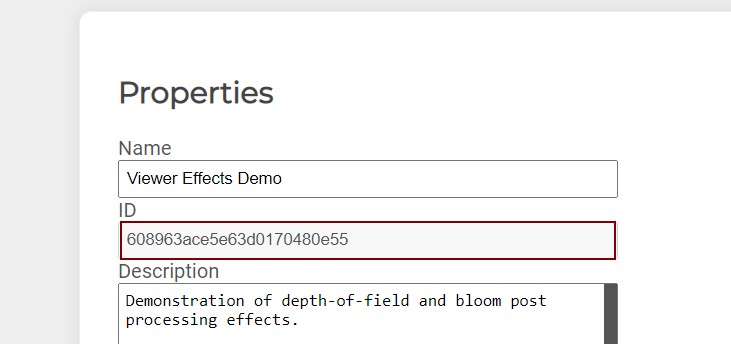 Properties
Name
Viewer Effects Demo
ID
608963ace5e63d0170480e55
Description
Demonstration of depth-of-field and bloom post
processing effects.